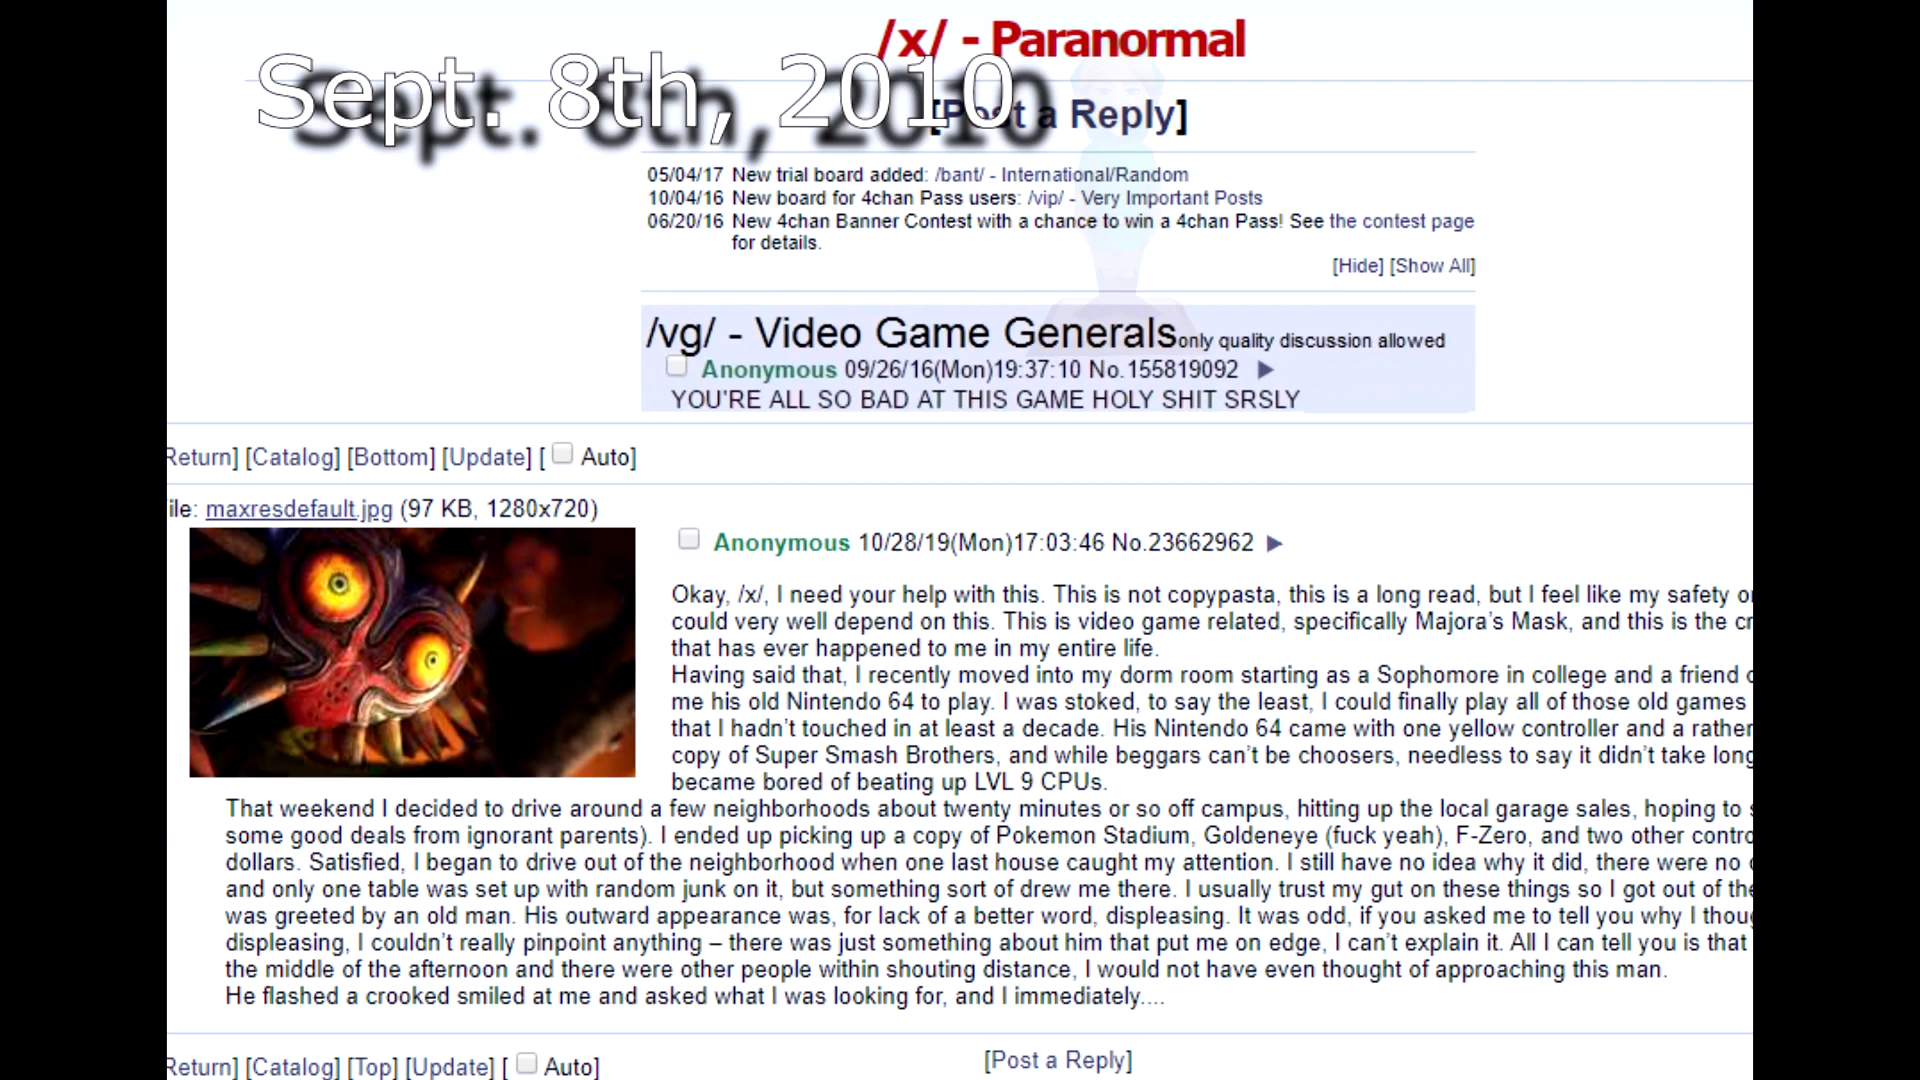 /x/ - Paranormal
Sept. 8th, 2010
[Post a Reply]
05/04/17 New trial board added: /bant/ - International/Random
10/04/16 New board for 4chan Pass users: /vip/ - Very Important Posts
06/20/16 New 4chan Banner Contest with a chance to win a 4chan Pass! See the contest page
for details.
[Hide] [Show All]
/vg/ - Video Game Generals only quality discussion allowed
Anonymous 09/26/16(Mon)19:37:10 No.155819092 ▶
YOU'RE ALL SO BAD AT THIS GAME HOLY SHIT SRSLY
Return] [Catalog] [Bottom] [Update] [ Auto]
ile: maxresdefault.jpg (97 KB, 1280x720)
Anonymous 10/28/19(Mon)17:03:46 No.23662962 ▶
Okay, /x/, I need your help with this. This is not copypasta, this is a long read, but I feel like my safety
could very well depend on this. This is video game related, specifically Majora's Mask, and this is the
that has ever happened to me in my entire life.
Having said that, I recently moved into my dorm room starting as a Sophomore in college and a friend
me his old Nintendo 64 to play. I was stoked, to say the least, I could finally play all of those old games
that I hadn't touched in at least a decade. His Nintendo 64 came with one yellow controller and a rather
copy of Super Smash Brothers, and while beggars can't be choosers, needless to say it didn't take long
became bored of beating up LVL 9 CPUs.
That weekend I decided to drive around a few neighborhoods about twenty minutes or so off campus, hitting up the local garage sales, hoping to
some good deals from ignorant parents). I ended up picking up a copy of Pokemon Stadium, Goldeneye (fuck yeah), F-Zero, and two other contro
dollars. Satisfied, I began to drive out of the neighborhood when one last house caught my attention. I still have no idea why it did, there were no
and only one table was set up with random junk on it, but something sort of drew me there. I usually trust my gut on these things so I got out of the
was greeted by an old man. His outward appearance was, for lack of a better word, displeasing. It was odd, if you asked me to tell you why I thoug
displeasing, I couldn't really pinpoint anything – there was just something about him that put me on edge, I can't explain it. All I can tell you is that
the middle of the afternoon and there were other people within shouting distance, I would not have even thought of approaching this man.
He flashed a crooked smiled at me and asked what I was looking for, and I immediately....
Return] [Catalog] [Top] [Update] [ Auto]
[Post a Reply]